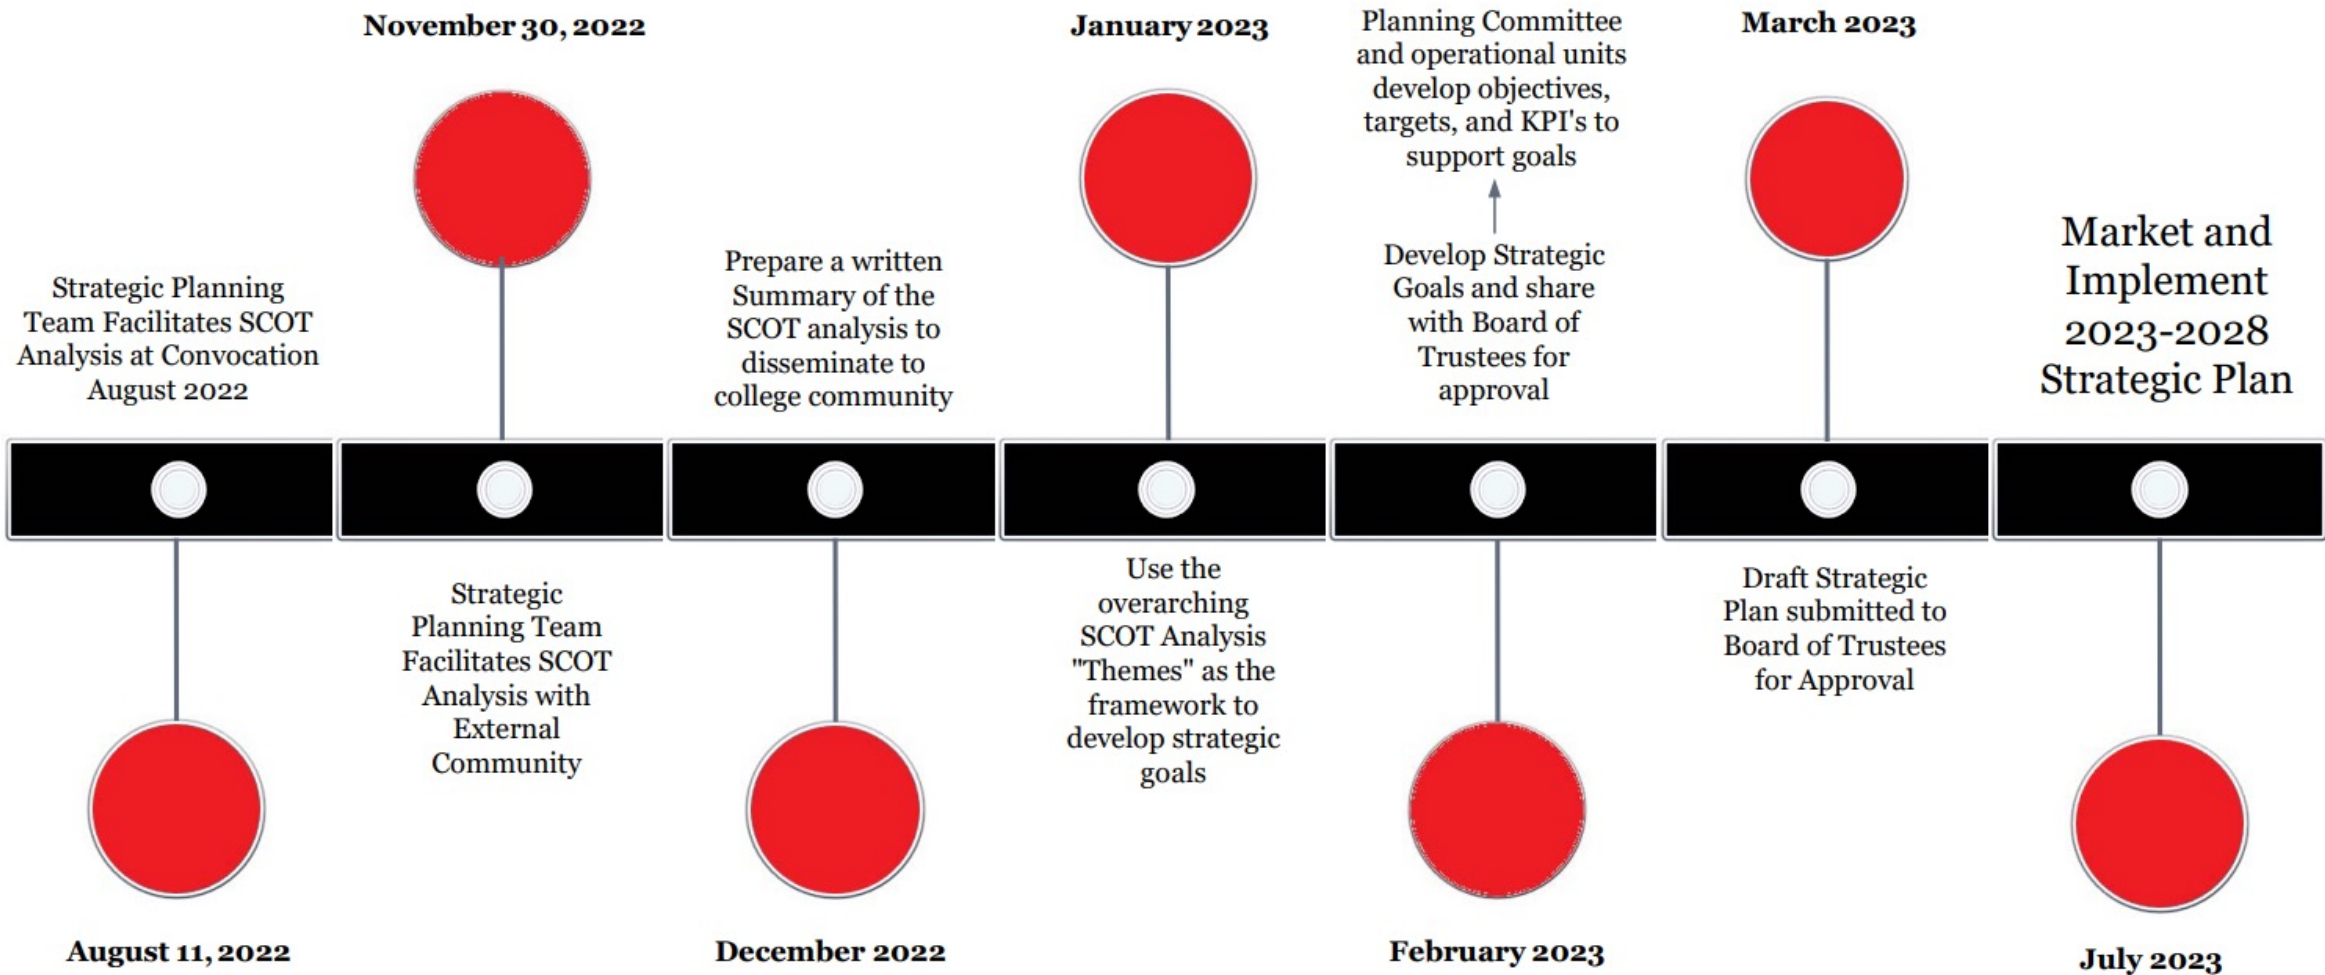 November 30, 2022
January 2023
Planning Committee
and operational units
develop objectives,
targets, and KPI's to
support goals
March 2023
Strategic Planning
Team Facilitates SCOT
Analysis at Convocation
August 2022
Prepare a written
Summary of the
SCOT analysis to
disseminate to
college community
Develop Strategic
Goals and share
with Board of
Trustees for
approval
Market and
Implement
2023-2028
Strategic Plan
Strategic
Planning Team
Facilitates SCOT
Analysis with
External
Community
Use the
overarching
SCOT Analysis
"Themes" as the
framework to
develop strategic
goals
Draft Strategic
Plan submitted to
Board of Trustees
for Approval
August 11, 2022
December 2022
February 2023
July 2023